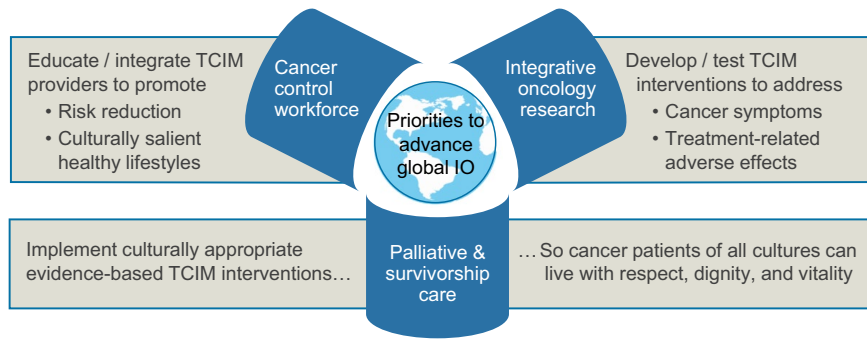 Educate / integrate TCIM
providers to promote
• Risk reduction
• Culturally salient
healthy lifestyles
Cancer
control
workforce
Priorities to
advance
global IO
Integrative
oncology
research
Develop / test TCIM
interventions to address
• Cancer symptoms
• Treatment-related
adverse effects
Implement culturally appropriate
evidence-based TCIM interventions…
Palliative &
survivorship
care
…So cancer patients of all cultures can
live with respect, dignity, and vitality